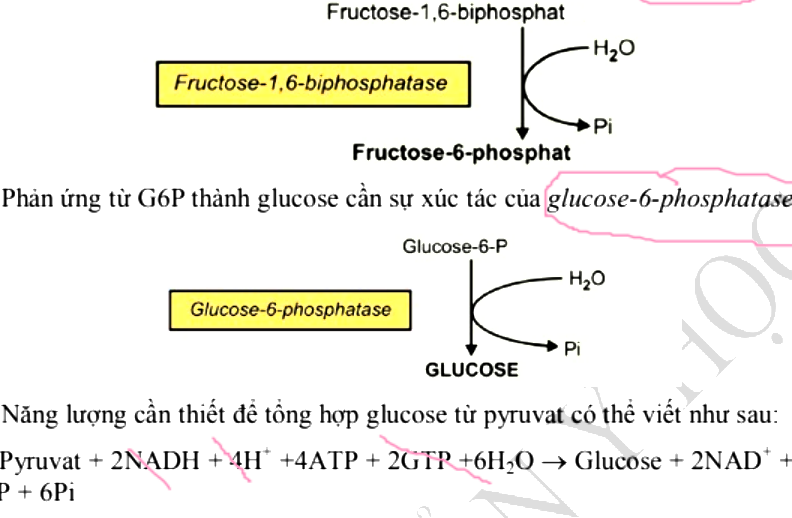 Fructose-1,6-biphosphat
H₂O
Fructose-1,6-biphosphatase
Pi
Fructose-6-phosphat
Phản ứng từ G6P thành glucose cần sự xúc tác của glucose-6-phosphatase
Glucose-6-P
H₂O
Glucose-6-phosphatase
Pi
GLUCOSE
Năng lượng cần thiết để tổng hợp glucose từ pyruvat có thể viết như sau:
Pyruvat + 2NADH + 4H⁺ +4ATP + 2GTP +6H₂O → Glucose + 2NAD⁺ +
P + 6Pi
Y HỌC